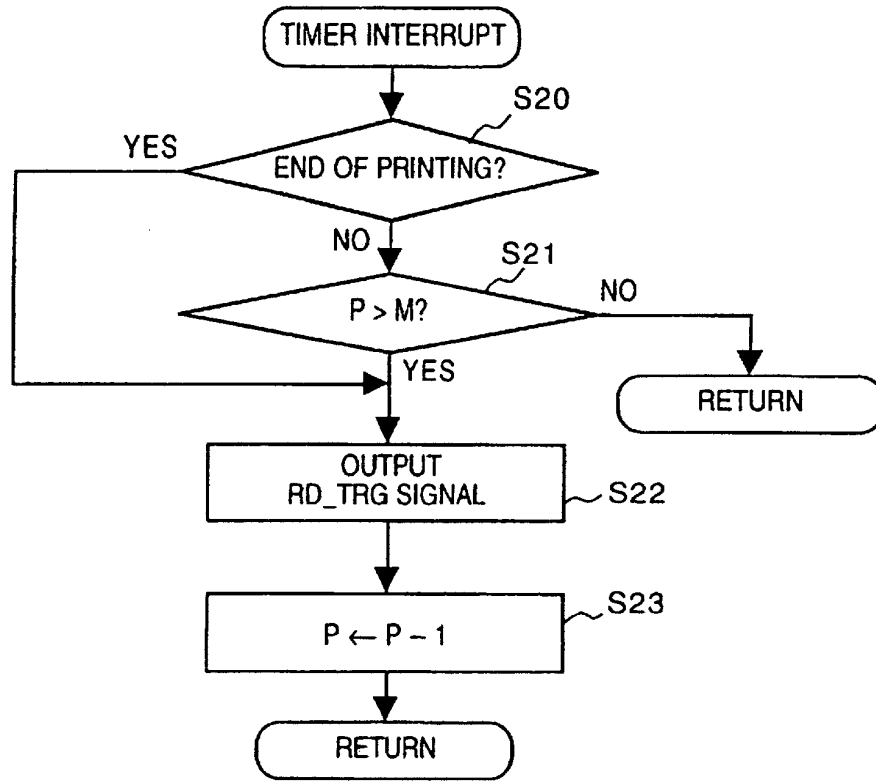 TIMER INTERRUPT
S20
YES
END OF PRINTING?
NO
S21
P > M?
NO
YES
RETURN
OUTPUT
RD_TRG SIGNAL
S22
S23
P ← P – 1
RETURN